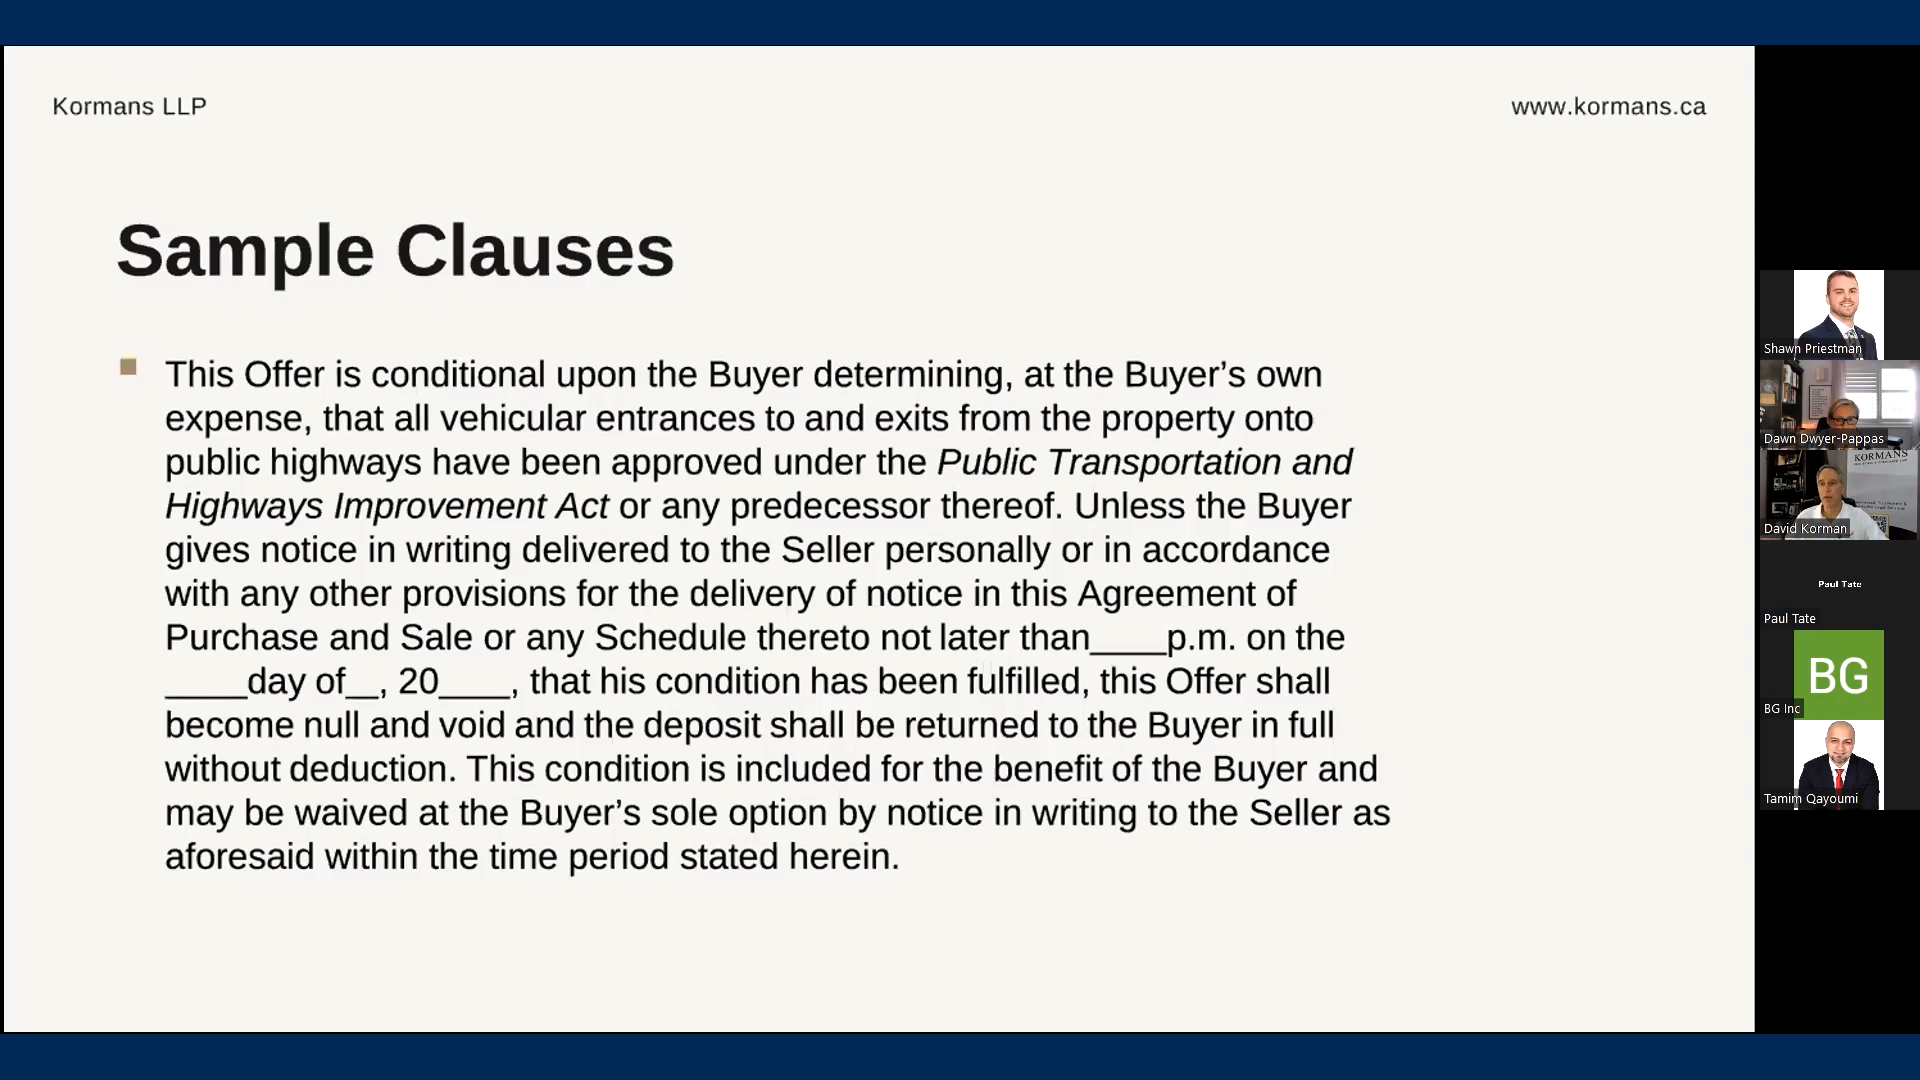 Kormans LLP
www.kormans.ca
Sample Clauses
This Offer is conditional upon the Buyer determining, at the Buyer’s own
expense, that all vehicular entrances to and exits from the property onto
public highways have been approved under the Public Transportation and
Highways Improvement Act or any predecessor thereof. Unless the Buyer
gives notice in writing delivered to the Seller personally or in accordance
with any other provisions for the delivery of notice in this Agreement of
Purchase and Sale or any Schedule thereto not later than____p.m. on the
____day of__, 20____, that his condition has been fulfilled, this Offer shall
become null and void and the deposit shall be returned to the Buyer in full
without deduction. This condition is included for the benefit of the Buyer and
may be waived at the Buyer’s sole option by notice in writing to the Seller as
aforesaid within the time period stated herein.
Shawn Priestman
Dawn Dwyer-Pappas
KORMANS
David Korman
Paul Tate
Paul Tate
BG
BG Inc
Tamim Qayoumi